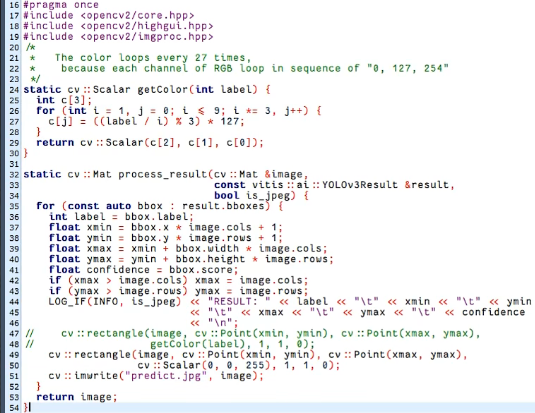 16 #pragma once
17 #include <opencv2/core.hpp>
18 #include <opencv2/highgui.hpp>
19 #include <opencv2/imgproc.hpp>
20 /*
21  *   The color loops every 27 times,
22  *    because each channel of RGB loop in sequence of "0, 127, 254"
23  */
24 static cv::Scalar getColor(int label) {
25   int c[3];
26   for (int i = 1, j = 0; i <= 9; i *= 3, j++) {
27     c[j] = ((label / i) % 3) * 127;
28   }
29   return cv::Scalar(c[2], c[1], c[0]);
30 }
31
32 static cv::Mat process_result(cv::Mat &image,
33                               const vitis::ai::YOLOv3Result &result,
34                               bool is_jpeg) {
35   for (const auto bbox : result.bboxes) {
36     int label = bbox.label;
37     float xmin = bbox.x * image.cols + 1;
38     float ymin = bbox.y * image.rows + 1;
39     float xmax = xmin + bbox.width * image.cols;
40     float ymax = ymin + bbox.height * image.rows;
41     float confidence = bbox.score;
42     if (xmax > image.cols) xmax = image.cols;
43     if (ymax > image.rows) ymax = image.rows;
44     LOG_IF(INFO, is_jpeg) << "RESULT: " << label << "\t" << xmin << "\t" << ymin
45                           << "\t" << xmax << "\t" << ymax << "\t" << confidence
46                           << "\n";
47 //    cv::rectangle(image, cv::Point(xmin, ymin), cv::Point(xmax, ymax),
48 //                  getColor(label), 1, 1, 0);
49     cv::rectangle(image, cv::Point(xmin, ymin), cv::Point(xmax, ymax),
50                   cv::Scalar(0, 0, 255), 1, 1, 0);
51     cv::imwrite("predict.jpg", image);
52   }
53   return image;
54 }